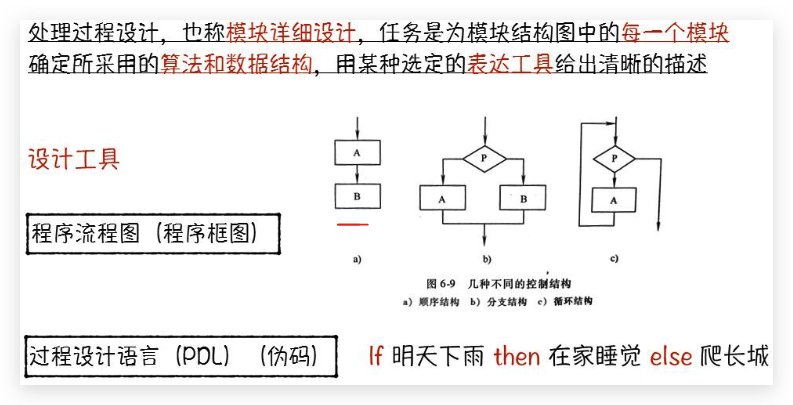 处理过程设计，也称模块详细设计，任务是为模块结构图中的每一个模块
确定所采用的算法和数据结构，用某种选定的表达工具给出清晰的描述
设计工具
A
B
P
A
B
P
A
程序流程图（程序框图）
a)
b)
c)
图 6-9 几种不同的控制结构
a）顺序结构 b）分支结构 c）循环结构
过程设计语言（PDL）（伪码）
If 明天下雨 then 在家睡觉 else 爬长城